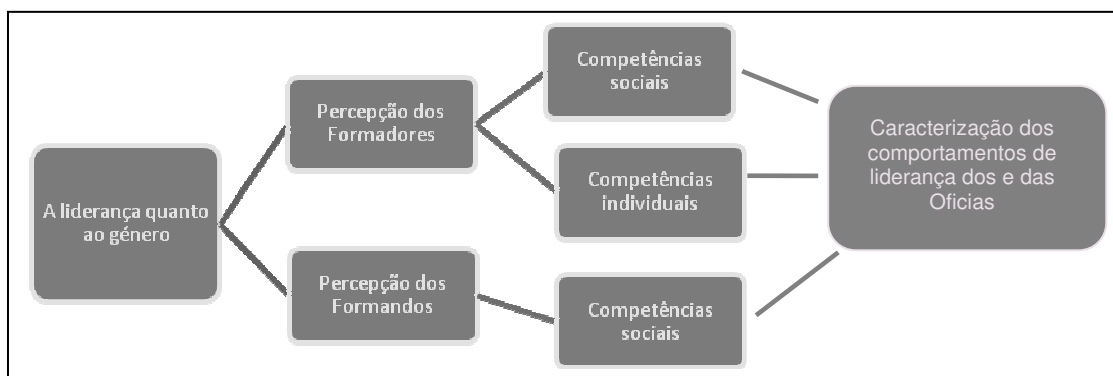 A liderança quanto
ao género
Percepção dos
Formadores
Percepção dos
Formandos
Competências
sociais
Competências
individuais
Competências
sociais
Caracterização dos
comportamentos de
liderança dos e das
Oficias